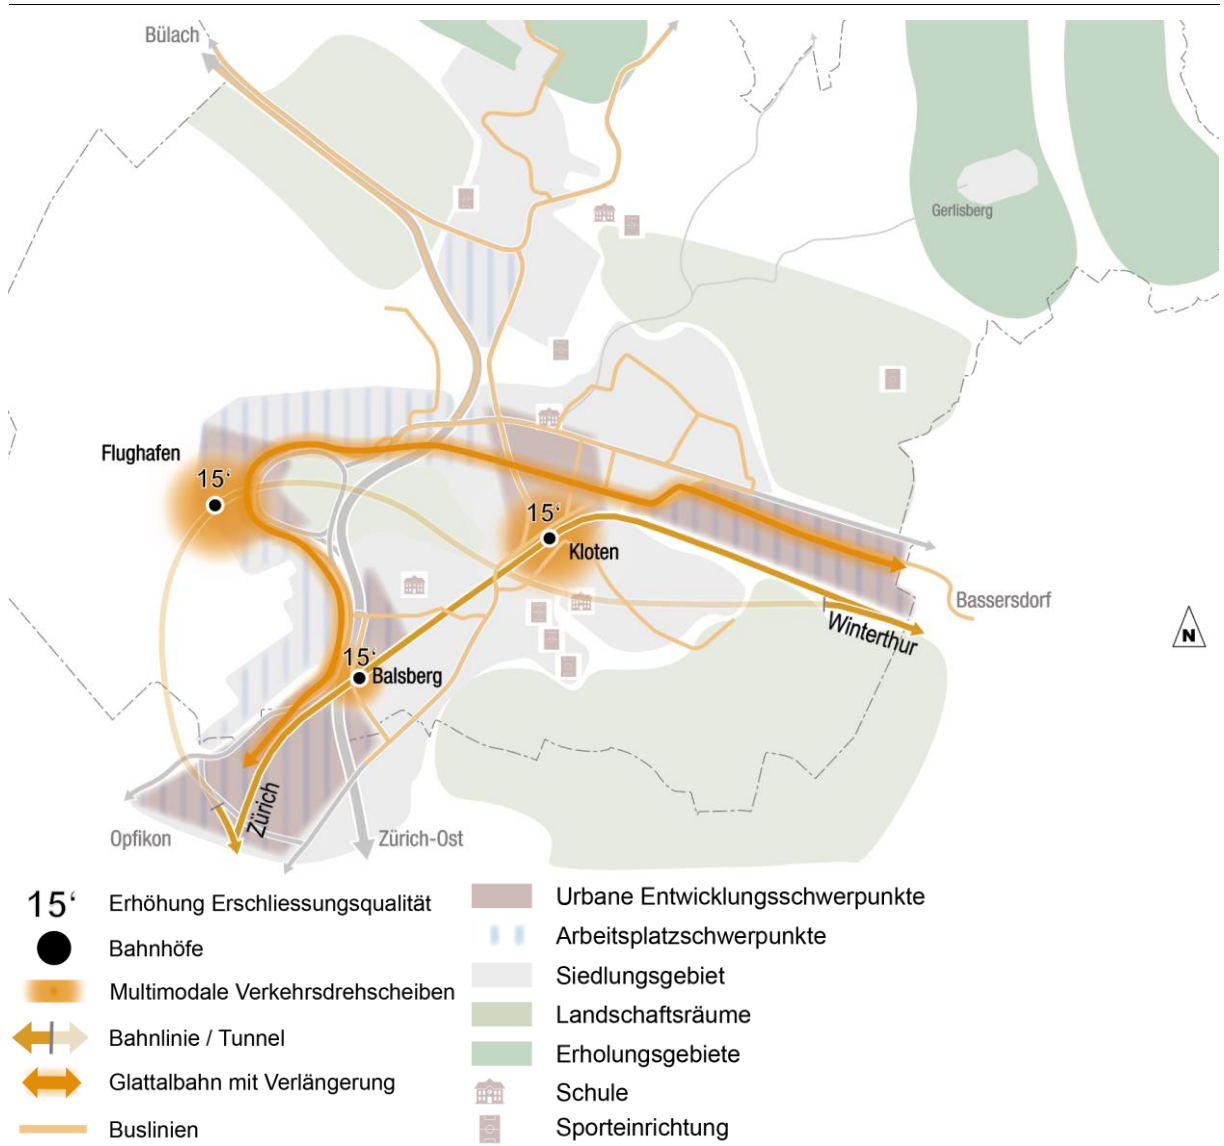 Bülach
Gerlisberg
Flughafen
15‘
15‘
Kloten
Bassersdorf
Winterthur
15‘
Balsberg
Zürich
Opfikon
Zürich-Ost
N
15‘ Erhöhung Erschliessungsqualität
Bahnhöfe
Multimodale Verkehrsdrehscheiben
Bahnlinie / Tunnel
Glattalbahn mit Verlängerung
Buslinien
Urbane Entwicklungsschwerpunkte
Arbeitsplatzschwerpunkte
Siedlungsgebiet
Landschaftsräume
Erholungsgebiete
Schule
Sporteinrichtung